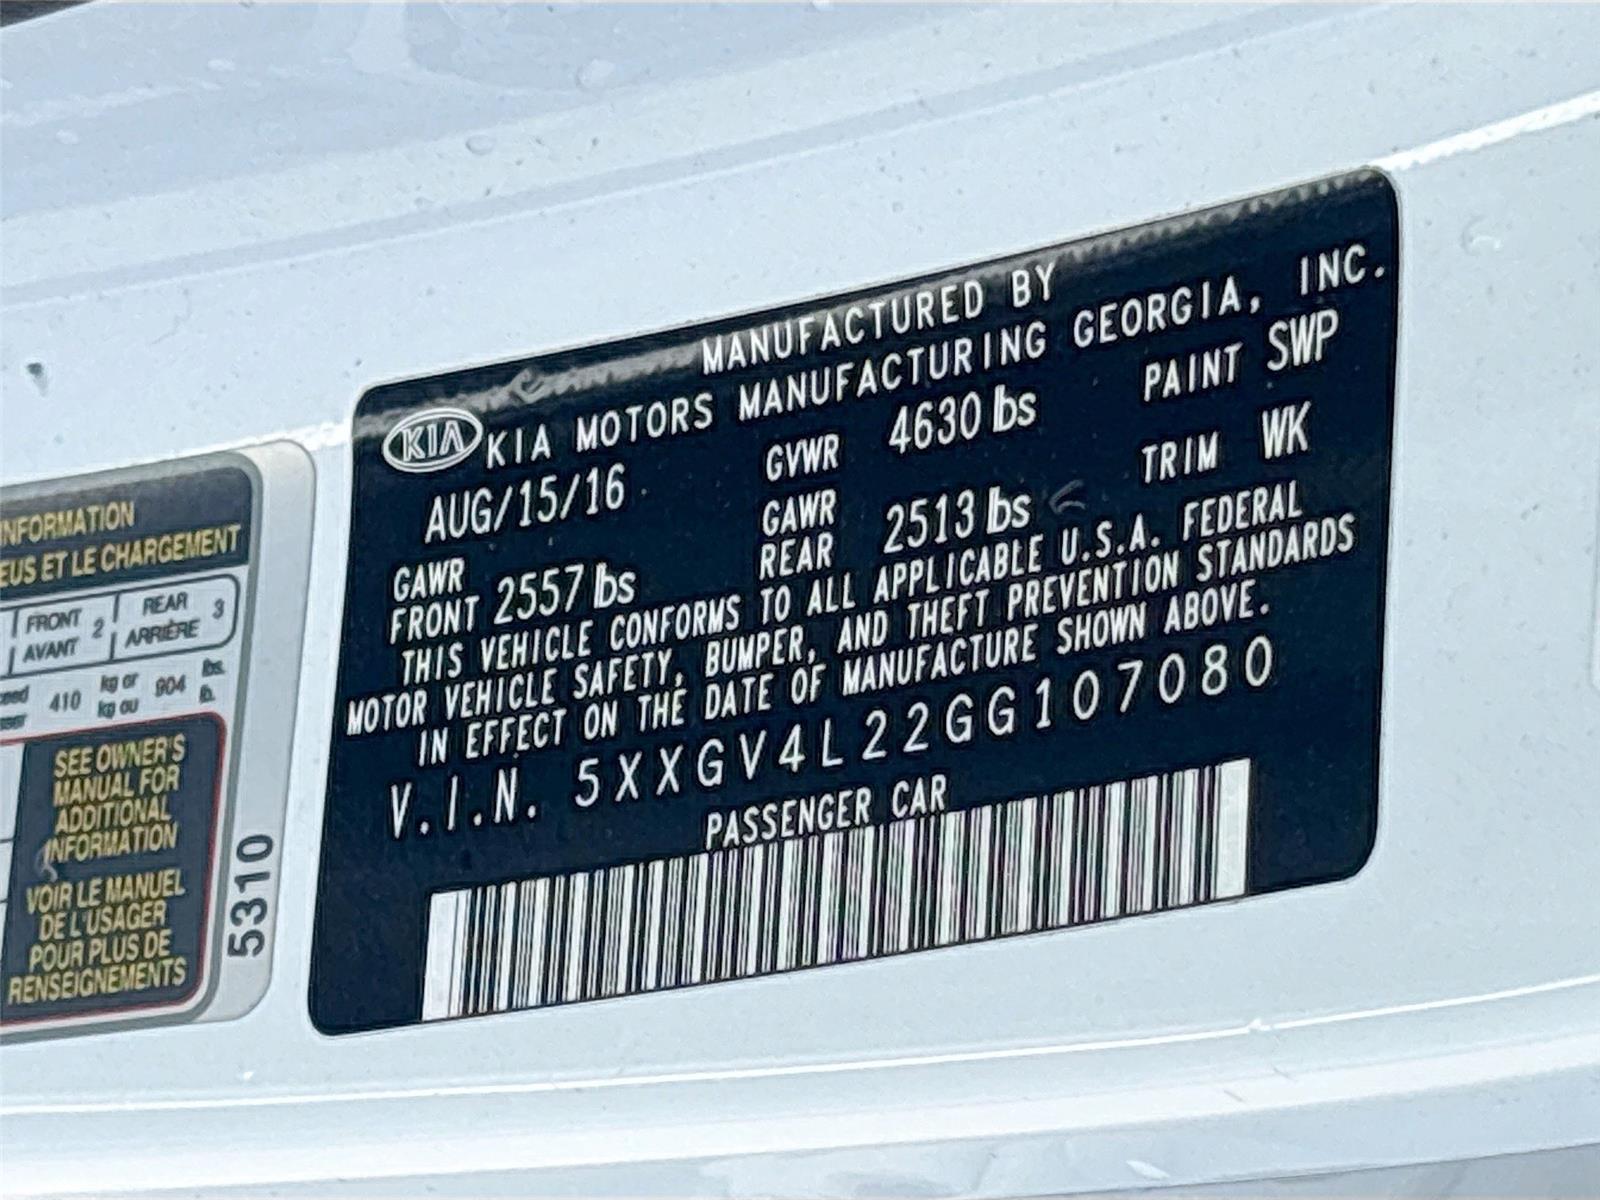 MANUFACTURED BY
KIA KIA MOTORS MANUFACTURING GEORGIA, INC.
AUG/15/16 GVWR 4630 lbs PAINT SWP
GAWR FRONT 2557 lbs GAWR REAR 2513 lbs TRIM WK
THIS VEHICLE CONFORMS TO ALL APPLICABLE U.S.A. FEDERAL
MOTOR VEHICLE SAFETY, BUMPER, AND THEFT PREVENTION STANDARDS
IN EFFECT ON THE DATE OF MANUFACTURE SHOWN ABOVE.
V.I.N. 5XXGV4L22GG107080
PASSENGER CAR
INFORMATION
ET LE CHARGEMENT
FRONT 2 REAR 3
AVANT ARRIÈRE
410 kg or 904 lbs.
kg ou lb.
SEE OWNER'S
MANUAL FOR
ADDITIONAL
INFORMATION
VOIR LE MANUEL
DE L'USAGER
POUR PLUS DE
RENSEIGNEMENTS
5310